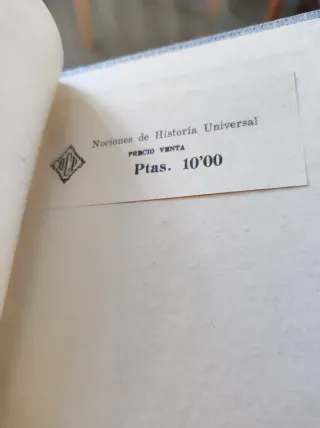 Nociones de Historia Universal
PRECIO VENTA
Ptas. 10'00